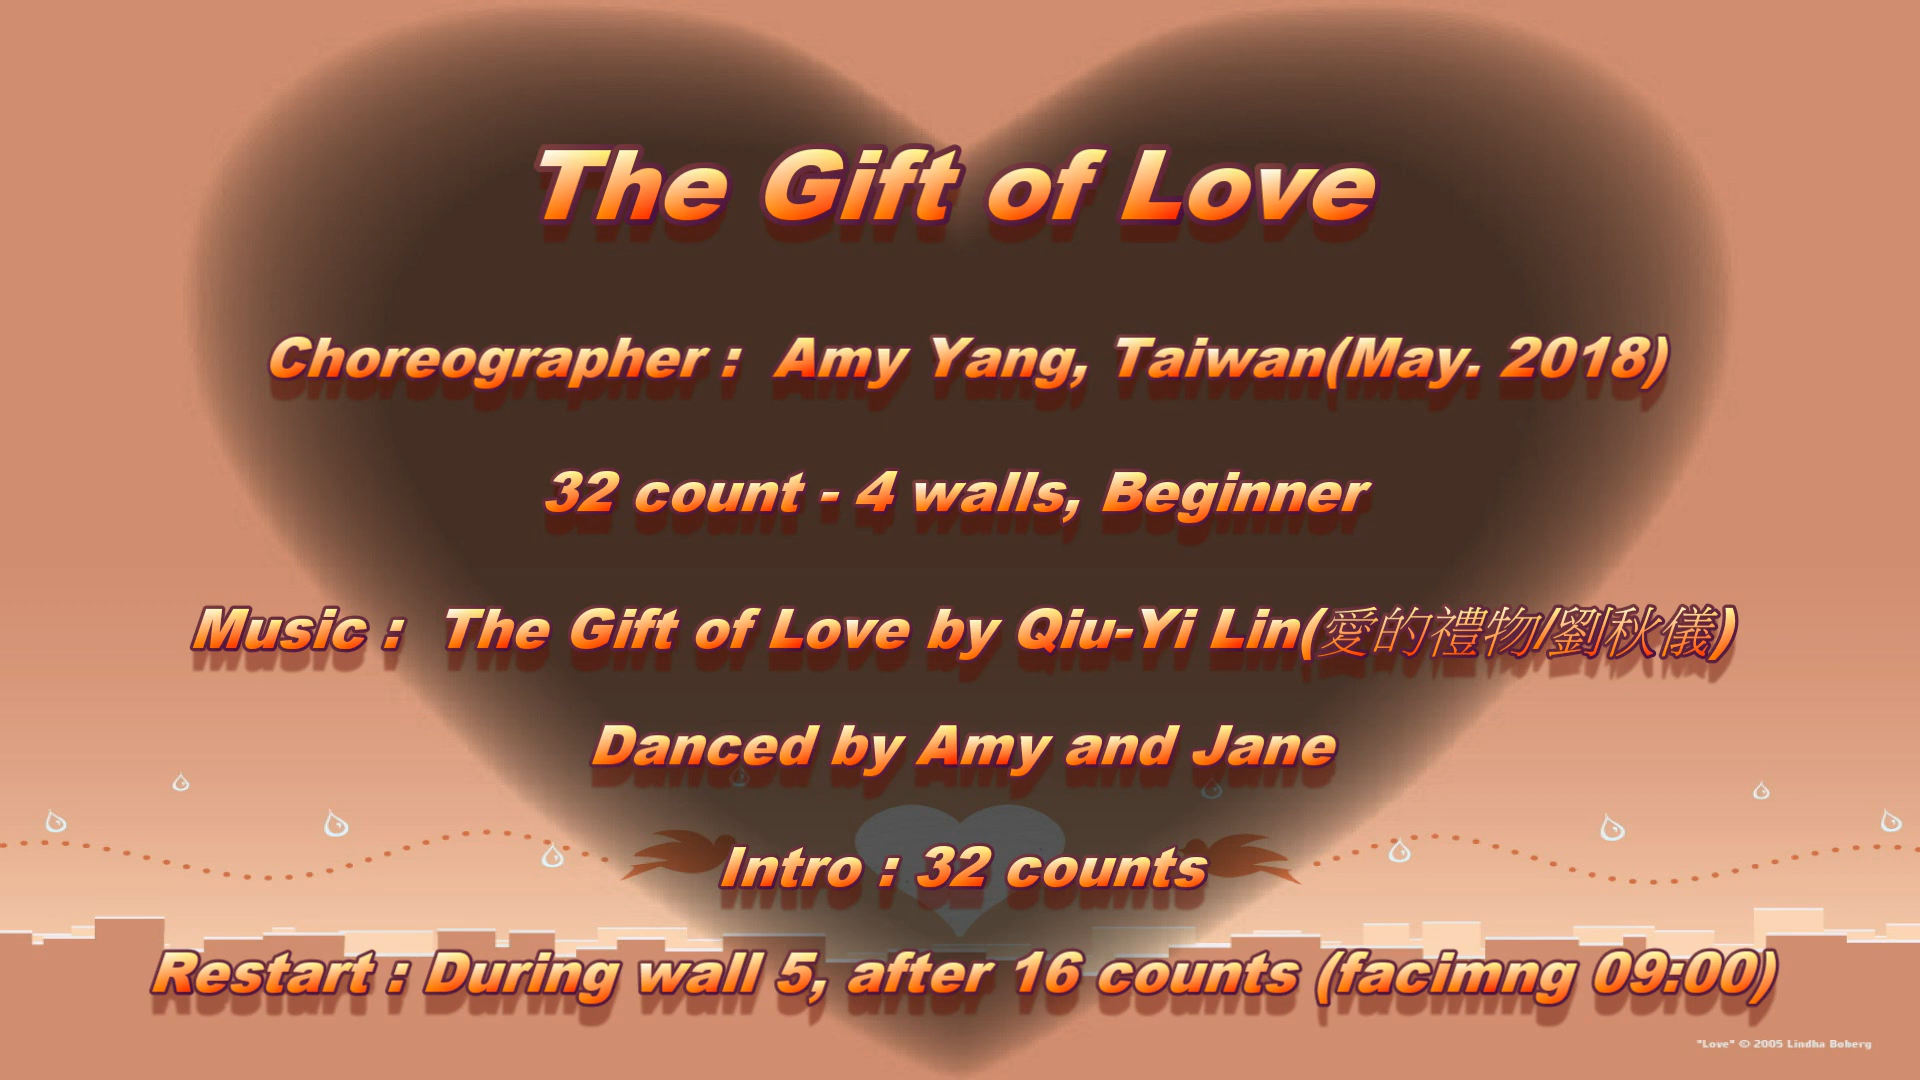 The Gift of Love
Choreographer : Amy Yang, Taiwan(May. 2018)
32 count - 4 walls, Beginner
Music : The Gift of Love by Qiu-Yi Lin(愛的禮物/劉秋儀)
Danced by Amy and Jane
Intro : 32 counts
Restart : During wall 5, after 16 counts (facimng 09:00)
"Love" © 2005 Lindha Boberg